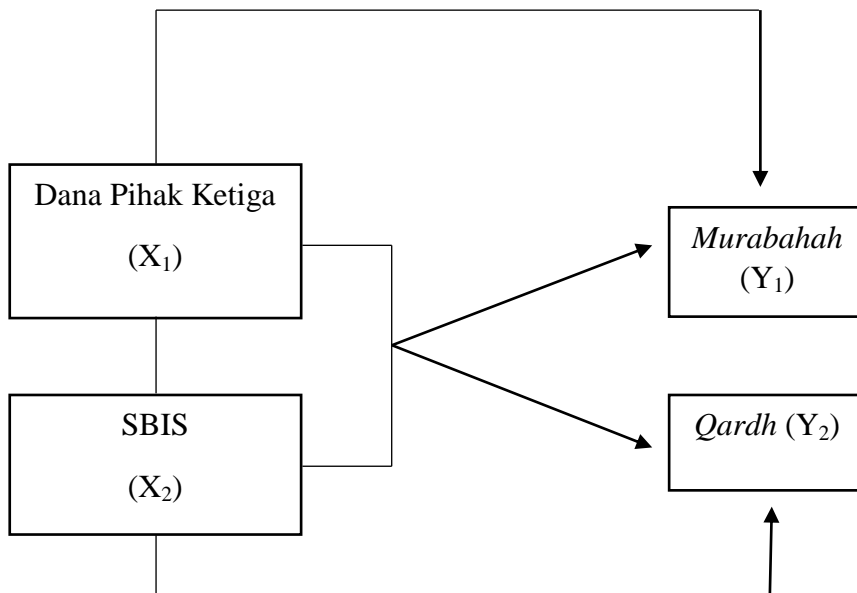 Dana Pihak Ketiga
(X₁)
SBIS
(X₂)
Murabahah
(Y₁)
Qardh (Y₂)